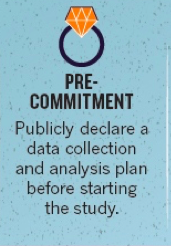 PRE-
COMMITMENT
Publicly declare a
data collection
and analysis plan
before starting
the study.